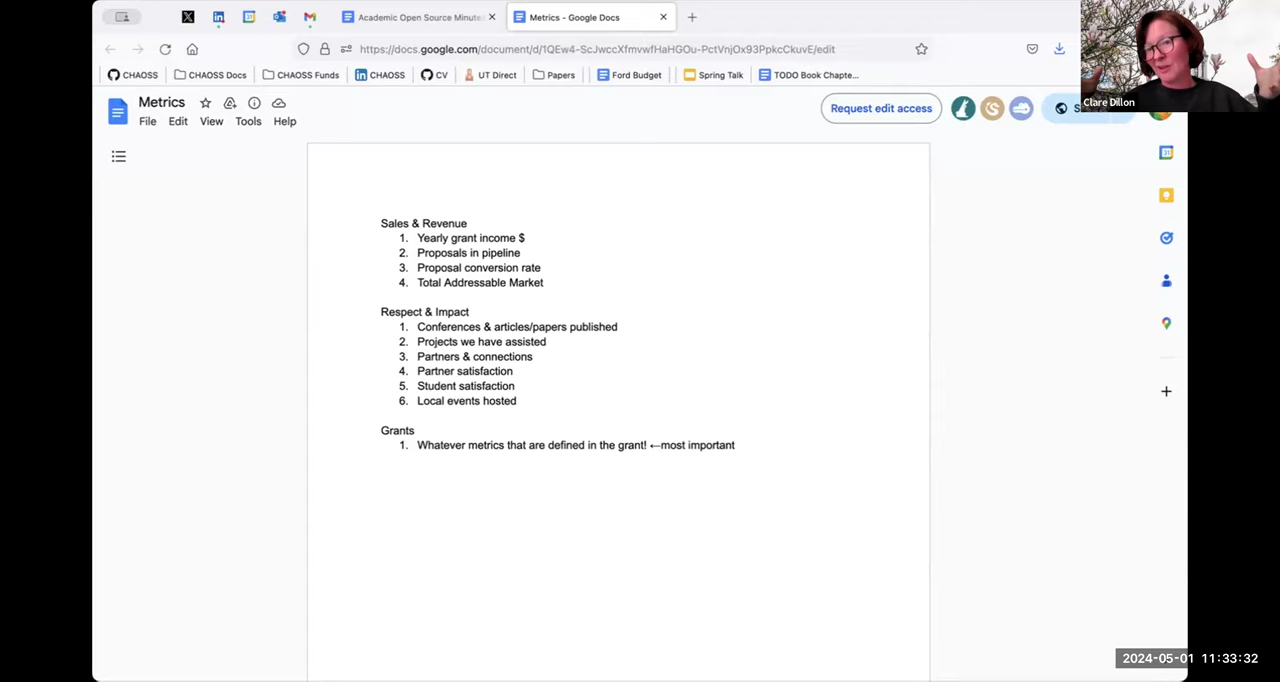 Academic Open Source Minute
Metrics - Google Docs
https://docs.google.com/document/d/1QEw4-ScJwccXfmvwfHaHGOu-PctVnjOx93PpkcCkuvE/edit
CHAOSS
CHAOSS Docs
CHAOSS Funds
CHAOSS
CV
UT Direct
Papers
Ford Budget
Spring Talk
TODO Book Chapte...
Clare Dillon
Metrics
File Edit View Tools Help
Request edit access
Sales & Revenue
1. Yearly grant income $
2. Proposals in pipeline
3. Proposal conversion rate
4. Total Addressable Market
Respect & Impact
1. Conferences & articles/papers published
2. Projects we have assisted
3. Partners & connections
4. Partner satisfaction
5. Student satisfaction
6. Local events hosted
Grants
1. Whatever metrics that are defined in the grant! ←most important
2024-05-01 11:33:32